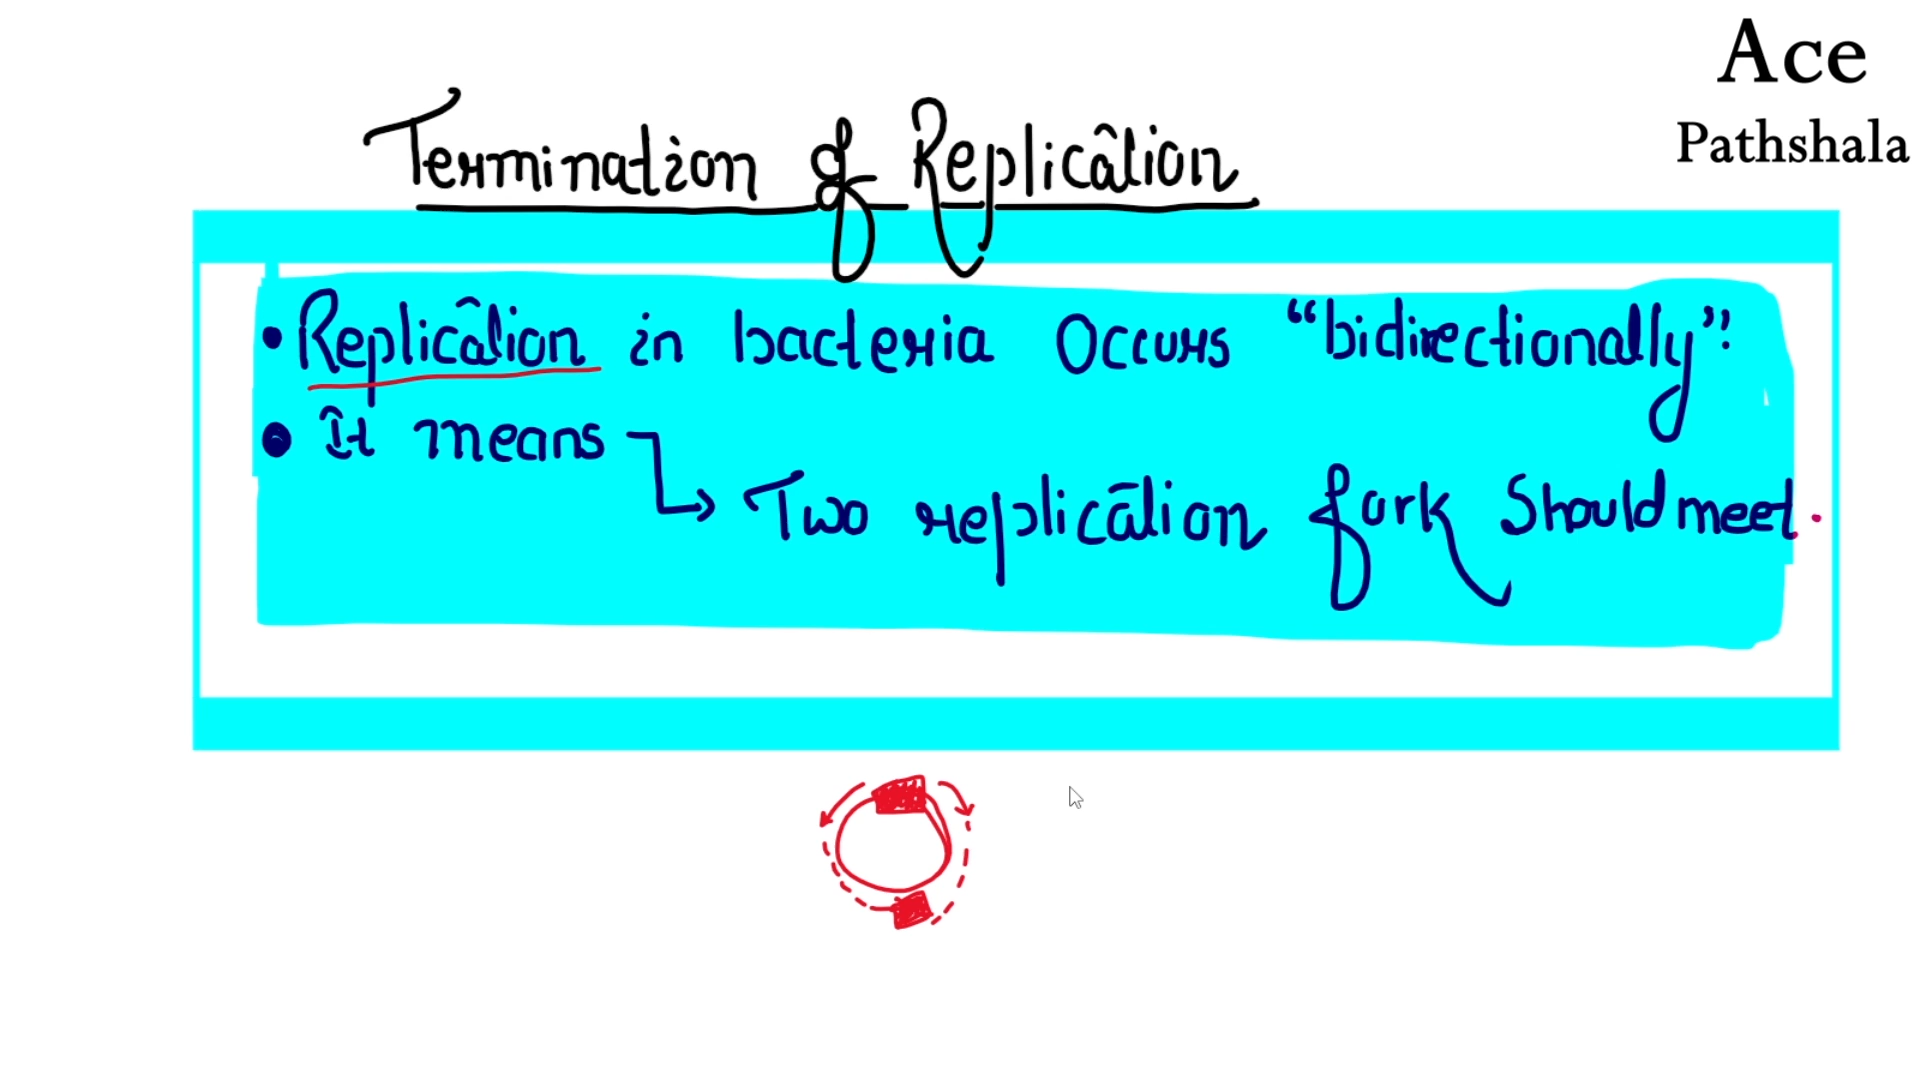 Ace
Pathshala
Termination of Replication
• Replication in bacteria occurs “bidirectionally”
• It means
→ Two replication fork Should meet.